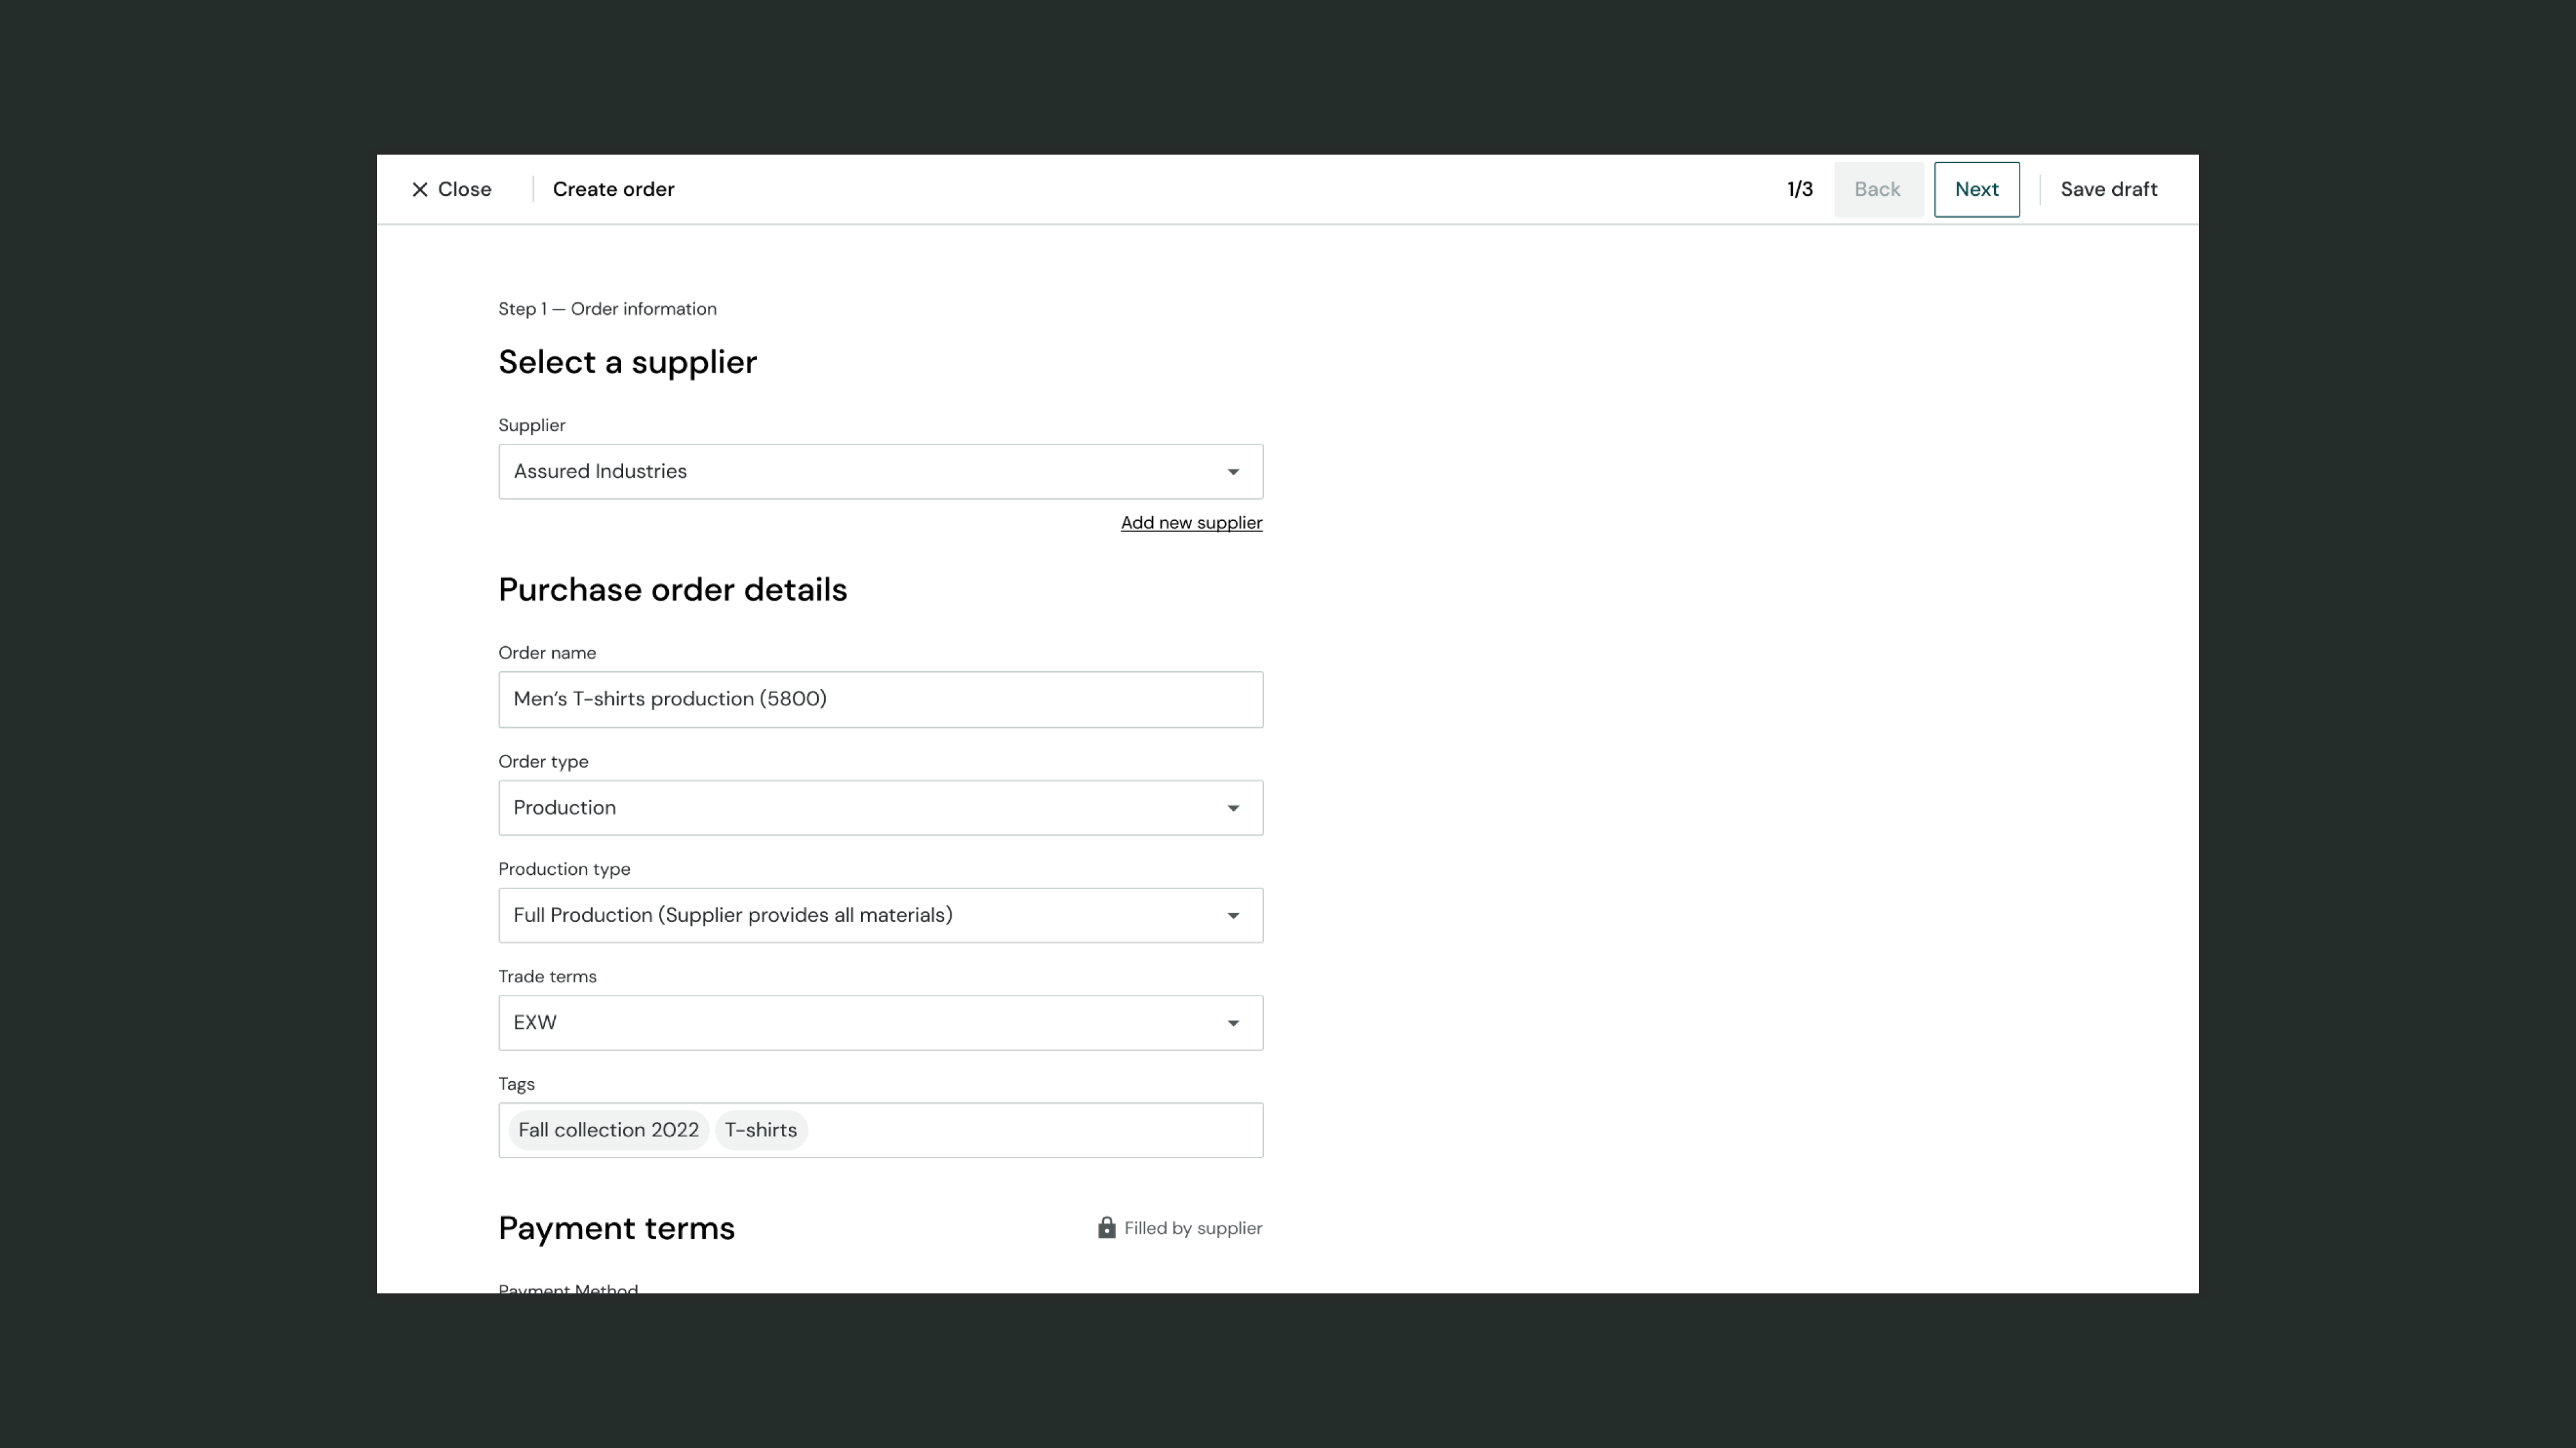 Close
Create order
1/3
Back
Next
Save draft
Step 1 — Order information
Select a supplier
Supplier
Assured Industries
Add new supplier
Purchase order details
Order name
Men’s T-shirts production (5800)
Order type
Production
Production type
Full Production (Supplier provides all materials)
Trade terms
EXW
Tags
Fall collection 2022
T-shirts
Payment terms
Filled by supplier
Payment Method